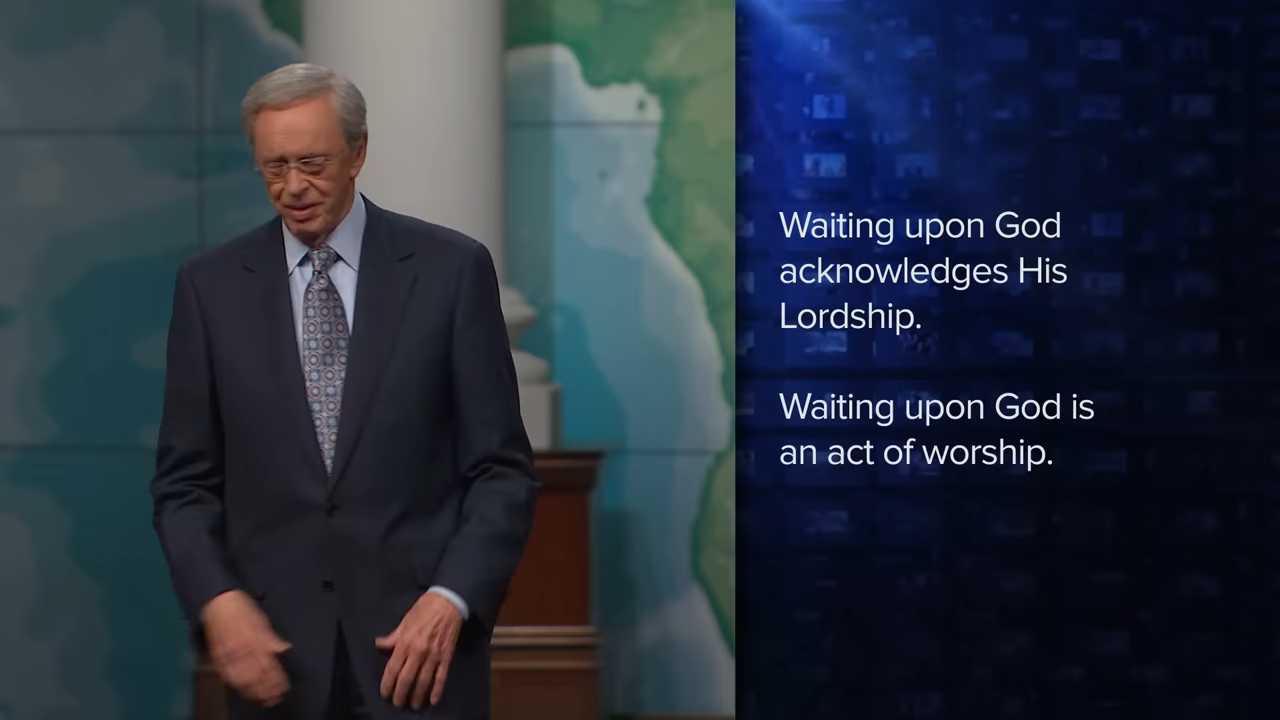 Waiting upon God
acknowledges His
Lordship.
Waiting upon God is
an act of worship.